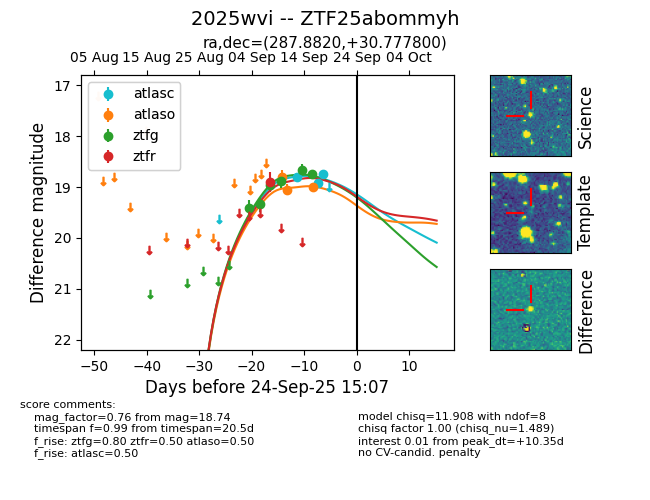 2025wvi -- ZTF25abommyh
ra,dec=(287.8820,+30.777800)
05 Aug 15 Aug 25 Aug 04 Sep 14 Sep 24 Sep 04 Oct
17
18
19
20
21
22
Difference magnitude
atlasc
atlaso
ztfg
ztfr
−50 −40 −30 −20 −10 0 10
Days before 24-Sep-25 15:07
Science
Template
Difference
score comments:
mag_factor=0.76 from mag=18.74
timespan f=0.99 from timespan=20.5d
f_rise: ztfg=0.80 ztfr=0.50 atlaso=0.50
f_rise: atlasc=0.50
model chisq=11.908 with ndof=8
chisq factor 1.00 (chisq_nu=1.489)
interest 0.01 from peak_dt=+10.35d
no CV-candid. penalty